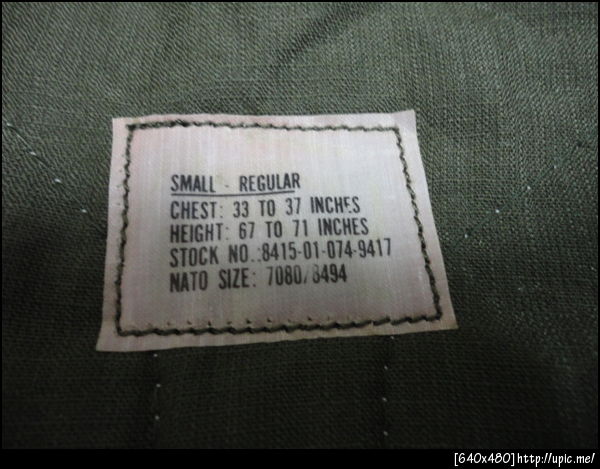 SMALL - REGULAR
CHEST: 33 TO 37 INCHES
HEIGHT: 67 TO 71 INCHES
STOCK NO.:8415-01-074-9417
NATO SIZE: 7080/8494
[640x480]http://upic.me/